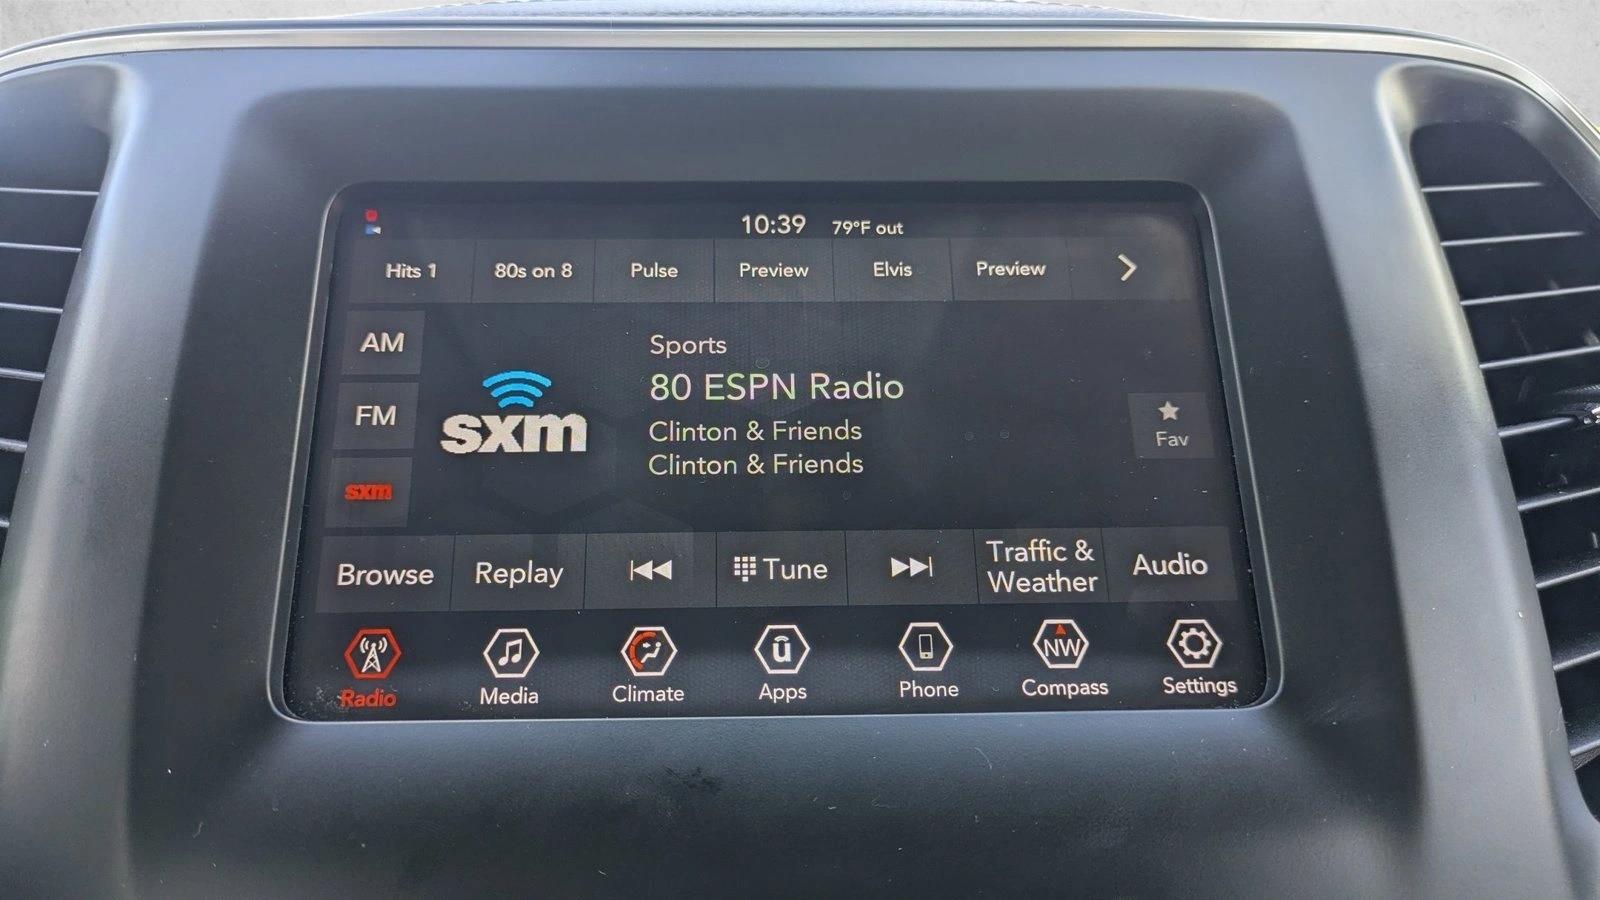 10:39 79°F out
Hits 1 80s on 8 Pulse Preview Elvis Preview
AM
FM
sxm
sxm
Sports
80 ESPN Radio
Clinton & Friends
Clinton & Friends
Fav
Browse Replay Tune Traffic & Weather Audio
Radio Media Climate Apps Phone Compass Settings
û
NW